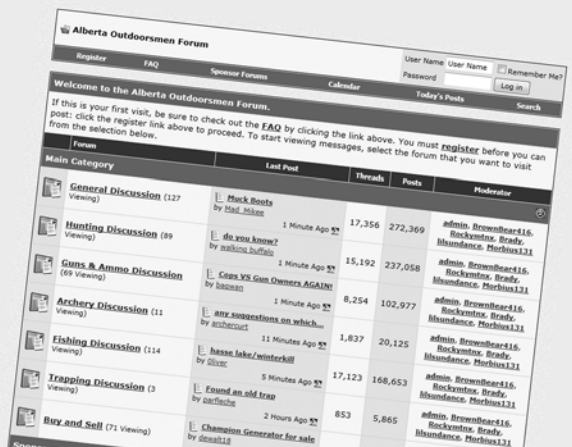 Alberta Outdoorsmen Forum
User Name User Name Remember Me?
Password Log in
Register FAQ Sponsor Forums Calendar Today's Posts Search
Welcome to the Alberta Outdoorsmen Forum.
If this is your first visit, be sure to check out the FAQ by clicking the link above. You must register before you can
post: click the register link above to proceed. To start viewing messages, select the forum that you want to visit
from the selection below.
Forum Last Post Threads Posts Moderator
Main Category
General Discussion (127
Viewing)
Muck Boots
by Mad_Mikee
1 Minute Ago
17,356 272,369
admin, BrownBear416,
Rockymtnx, Brady,
lilsundance, Morbius131
Hunting Discussion (89
Viewing)
do you know?
by walking buffalo
1 Minute Ago
15,192 237,058
admin, BrownBear416,
Rockymtnx, Brady,
lilsundance, Morbius131
Guns & Ammo Discussion
(69 Viewing)
Cops VS Gun Owners AGAIN!
by bagwan
1 Minute Ago
8,254 102,977
admin, BrownBear416,
Rockymtnx, Brady,
lilsundance, Morbius131
Archery Discussion (11
Viewing)
any suggestions on which...
by archercurt
11 Minutes Ago
1,837 20,125
admin, BrownBear416,
Rockymtnx, Brady,
lilsundance, Morbius131
Fishing Discussion (114
Viewing)
hasse lake/winterkill
by 0liver
5 Minutes Ago
17,123 168,653
admin, BrownBear416,
Rockymtnx, Brady,
lilsundance, Morbius131
Trapping Discussion (3
Viewing)
Found an old trap
by parfleche
2 Hours Ago
853 5,865
admin, BrownBear416,
Rockymtnx, Brady,
lilsundance, Morbius131
Buy and Sell (71 Viewing)
Champion Generator for sale
by dewalt18